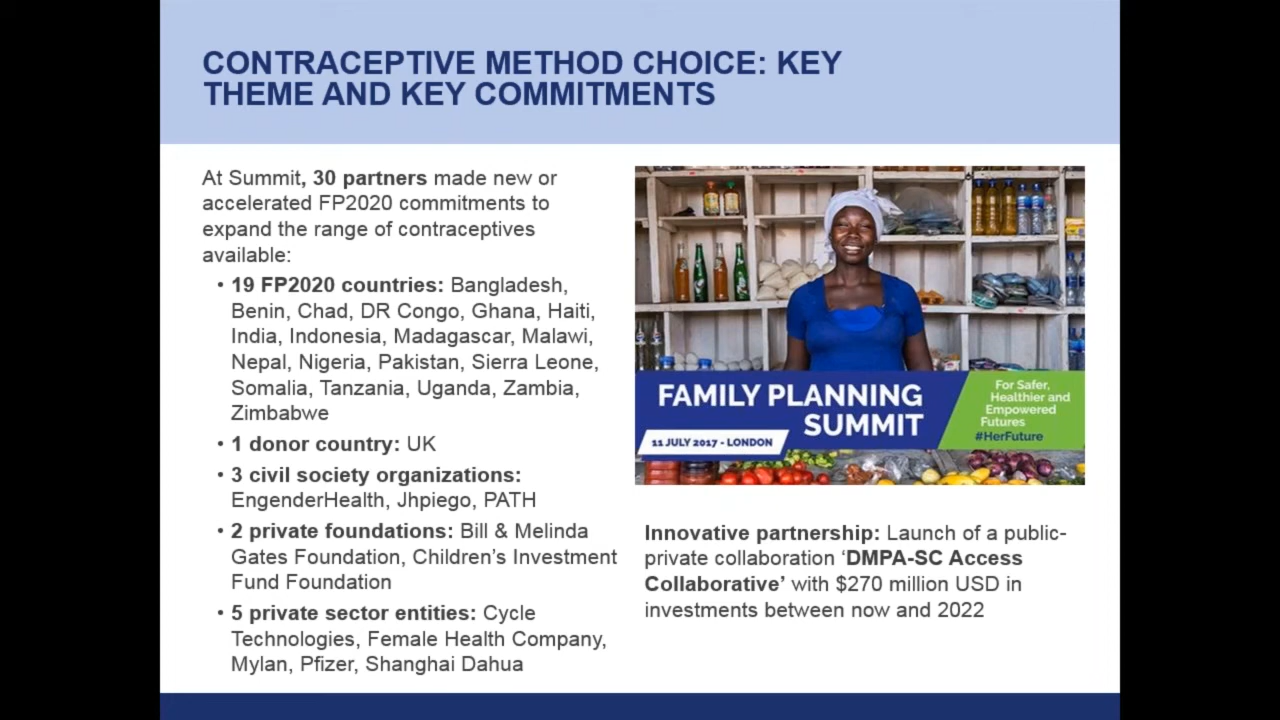 CONTRACEPTIVE METHOD CHOICE: KEY
THEME AND KEY COMMITMENTS
At Summit, 30 partners made new or
accelerated FP2020 commitments to
expand the range of contraceptives
available:
• 19 FP2020 countries: Bangladesh,
Benin, Chad, DR Congo, Ghana, Haiti,
India, Indonesia, Madagascar, Malawi,
Nepal, Nigeria, Pakistan, Sierra Leone,
Somalia, Tanzania, Uganda, Zambia,
Zimbabwe
• 1 donor country: UK
• 3 civil society organizations:
EngenderHealth, Jhpiego, PATH
• 2 private foundations: Bill & Melinda
Gates Foundation, Children’s Investment
Fund Foundation
• 5 private sector entities: Cycle
Technologies, Female Health Company,
Mylan, Pfizer, Shanghai Dahua
FAMILY PLANNING
SUMMIT
11 JULY 2017 - LONDON
For Safer,
Healthier and
Empowered
Futures
#HerFuture
Innovative partnership: Launch of a public-
private collaboration ‘DMPA-SC Access
Collaborative’ with $270 million USD in
investments between now and 2022